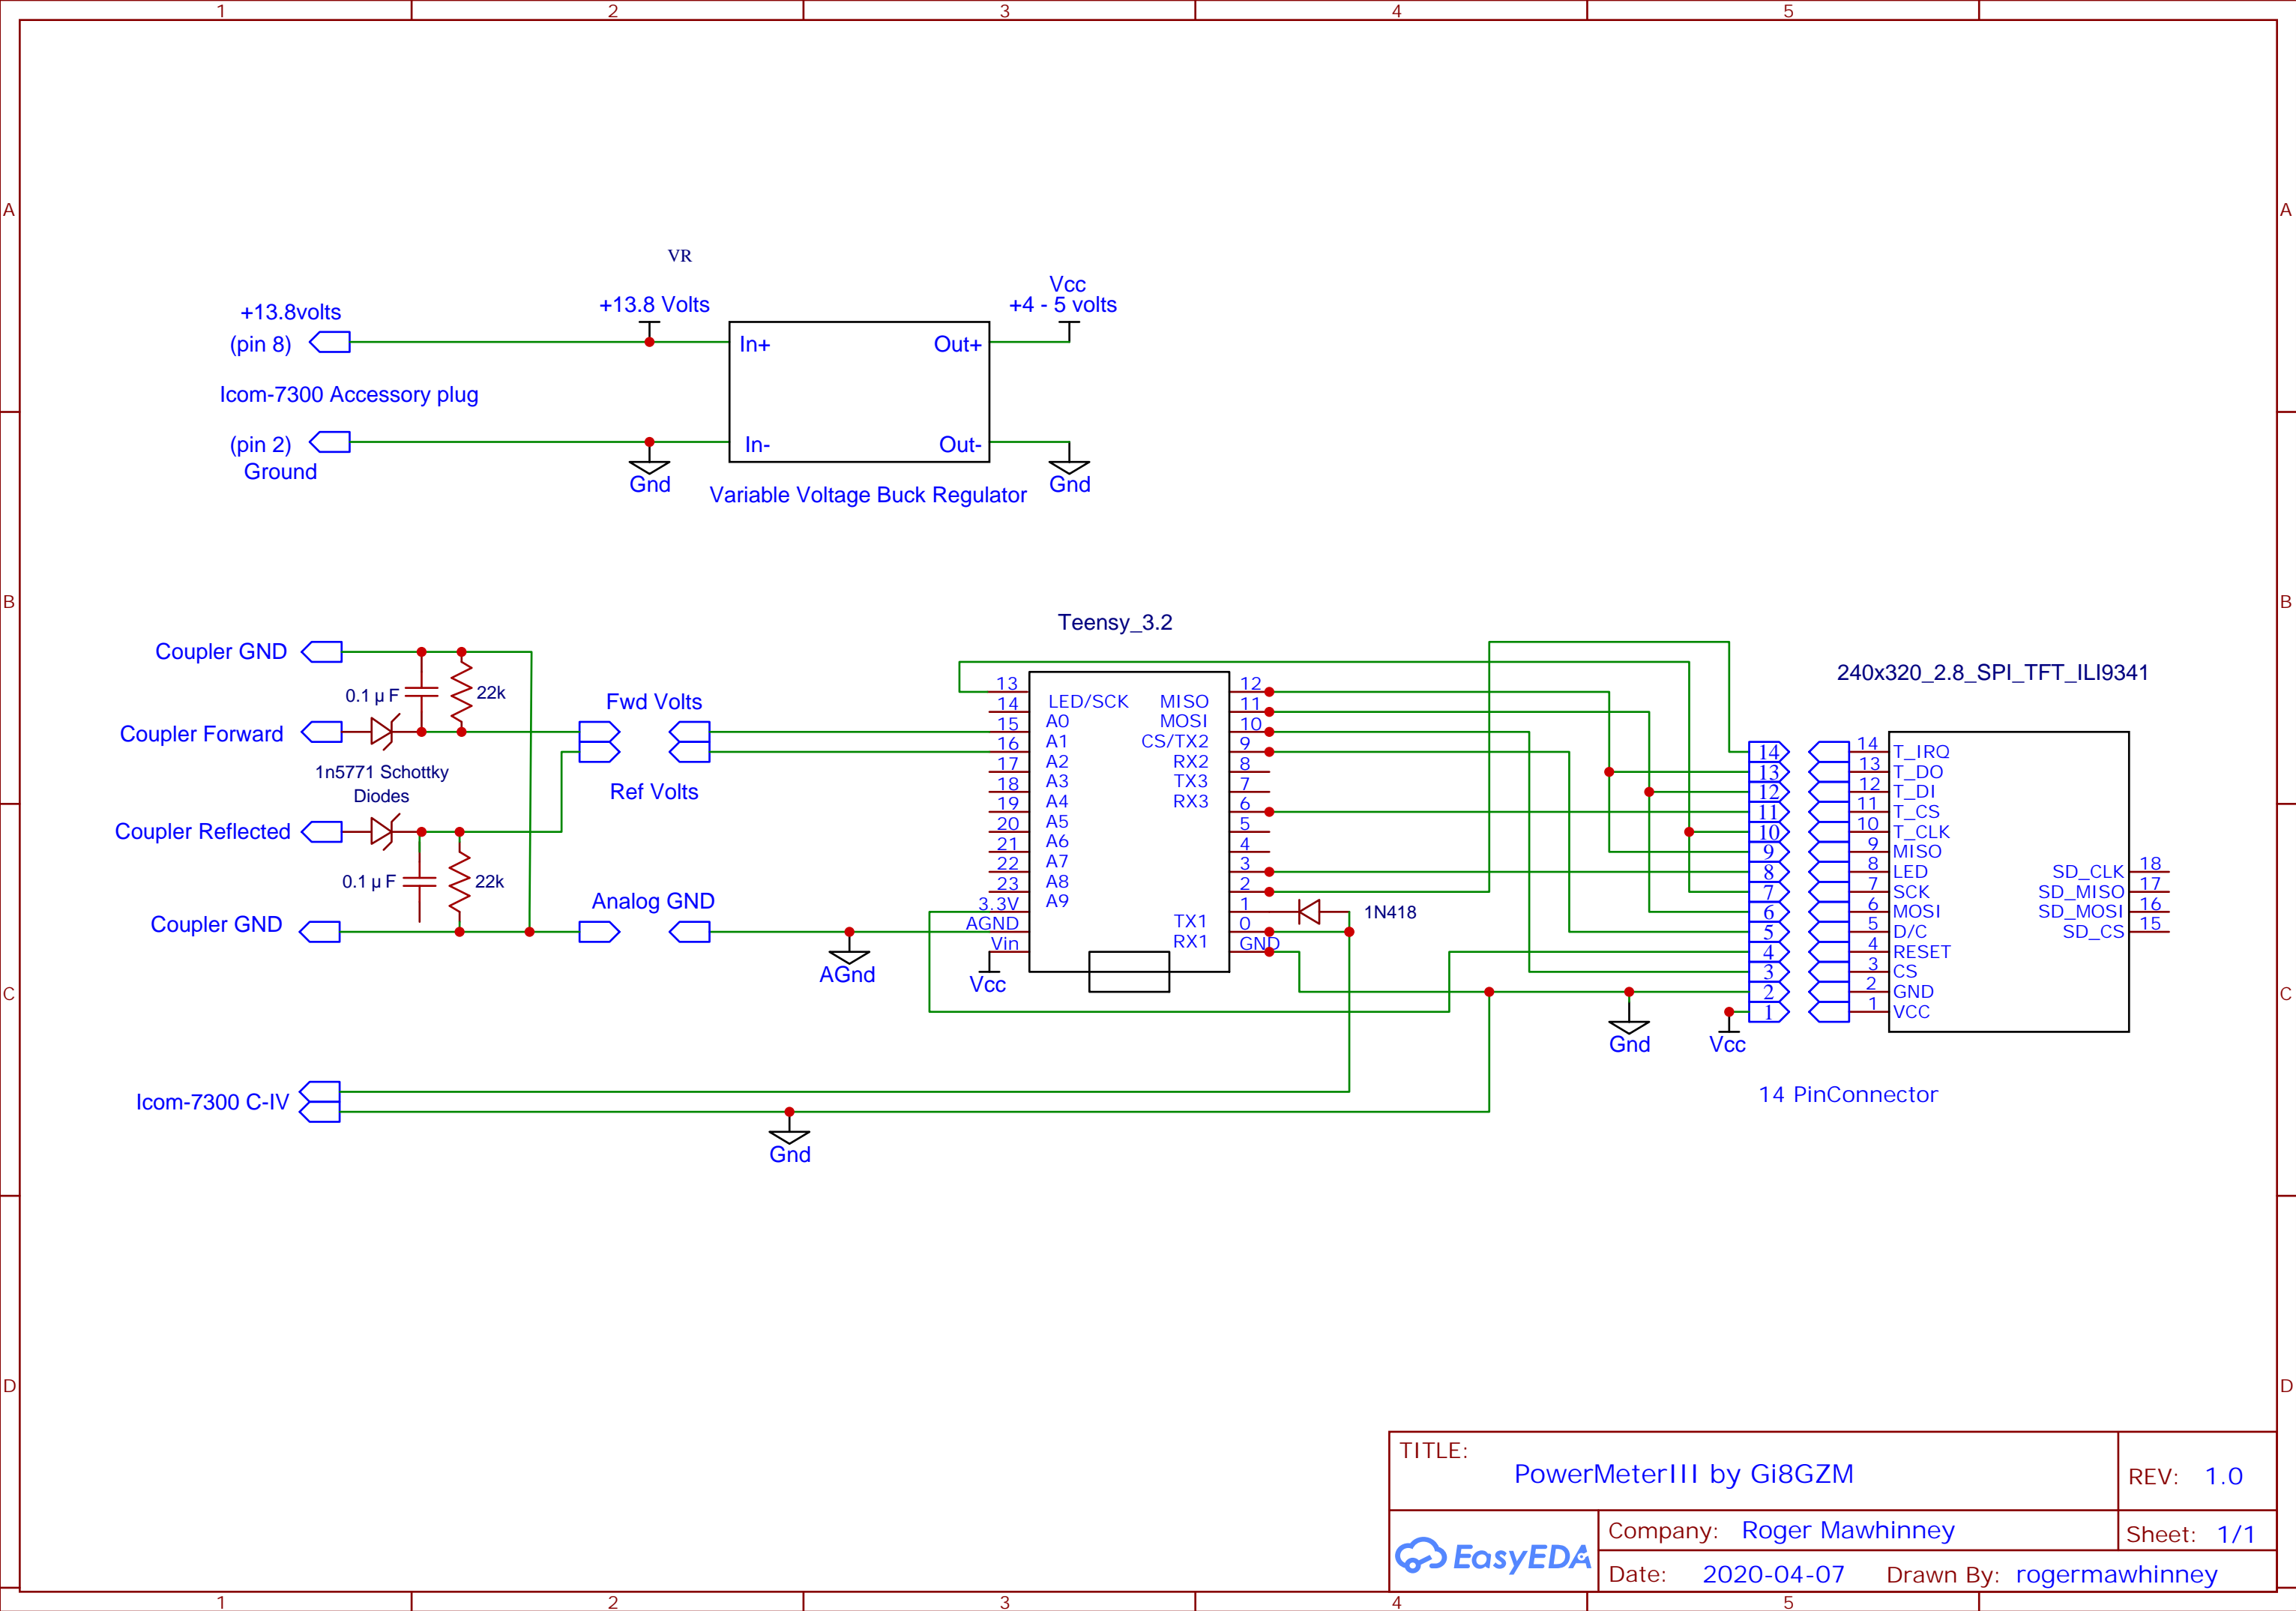 1 2 3 4 5
A A
VR
+13.8volts
(pin 8)
+13.8 Volts
Vcc
+4 - 5 volts
In+ Out+
Icom-7300 Accessory plug
(pin 2)
Ground
In- Out-
Gnd
Variable Voltage Buck Regulator
Gnd
B B
Teensy_3.2
240x320_2.8_SPI_TFT_ILI9341
Coupler GND
0.1 µF 22k
Coupler Forward
1n5771 Schottky
Diodes
Coupler Reflected
0.1 µF 22k
Coupler GND
Fwd Volts
Ref Volts
Analog GND
AGnd
13
14
15
16
17
18
19
20
21
22
23
3.3V
AGND
Vin
Vcc
LED/SCK
A0
A1
A2
A3
A4
A5
A6
A7
A8
A9
MISO
MOSI
CS/TX2
RX2
TX3
RX3
TX1
RX1
12
11
10
9
8
7
6
5
4
3
2
1
0
GND
1N418
14
13
12
11
10
9
8
7
6
5
4
3
2
1
14 T_IRQ
13 T_DO
12 T_DI
11 T_CS
10 T_CLK
9 MISO
8 LED
7 SCK
6 MOSI
5 D/C
4 RESET
3 CS
2 GND
1 VCC
SD_CLK 18
SD_MISO 17
SD_MOSI 16
SD_CS 15
Gnd
Vcc
14 PinConnector
C C
Icom-7300 C-IV
Gnd
D D
TITLE:
PowerMeterIII by Gi8GZM
REV: 1.0
EasyEDA
Company: Roger Mawhinney
Sheet: 1/1
Date: 2020-04-07
Drawn By: rogermawhinney
1 2 3 4 5